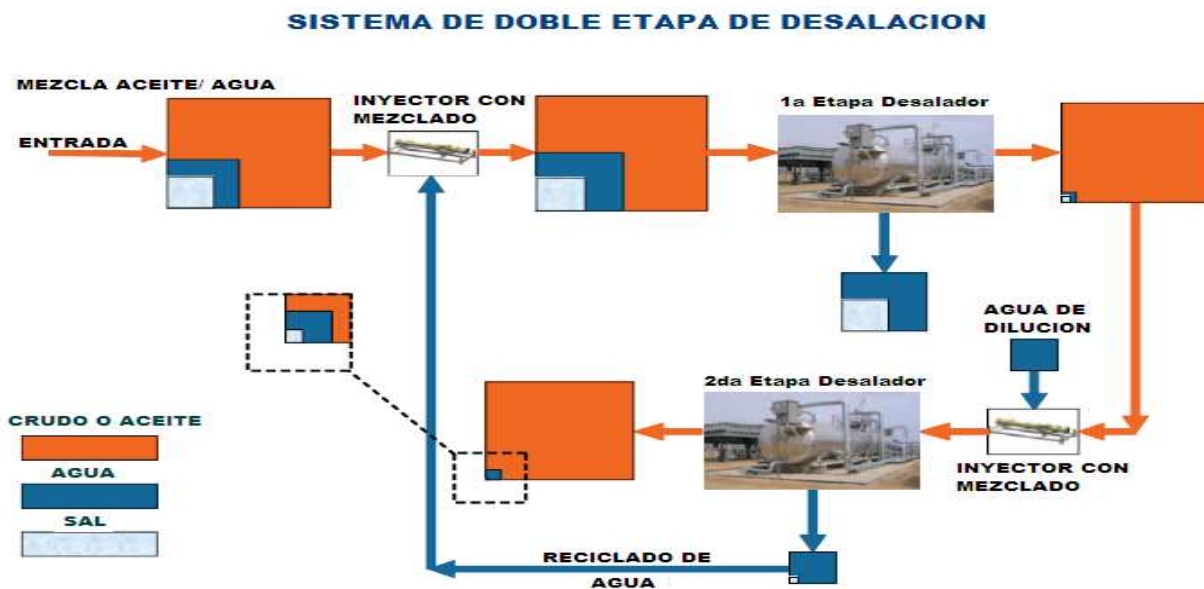 SISTEMA DE DOBLE ETAPA DE DESALACION
MEZCLA ACEITE/ AGUA
INYECTOR CON
MEZCLADO
1a Etapa Desalador
ENTRADA
AGUA DE
DILUCION
2da Etapa Desalador
CRUDO O ACEITE
AGUA
SAL
INYECTOR CON
MEZCLADO
RECICLADO DE
AGUA